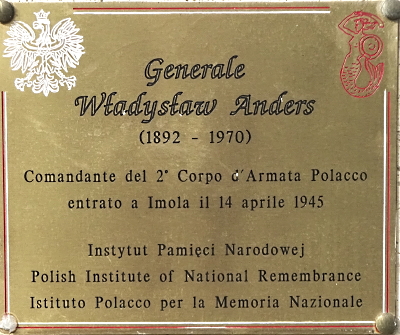 Generale
Władysław Anders
(1892 - 1970)
Comandante del 2° Corpo d'Armata Polacco
entrato a Imola il 14 aprile 1945
Instytut Pamięci Narodowej
Polish Institute of National Remembrance
Istituto Polacco per la Memoria Nazionale